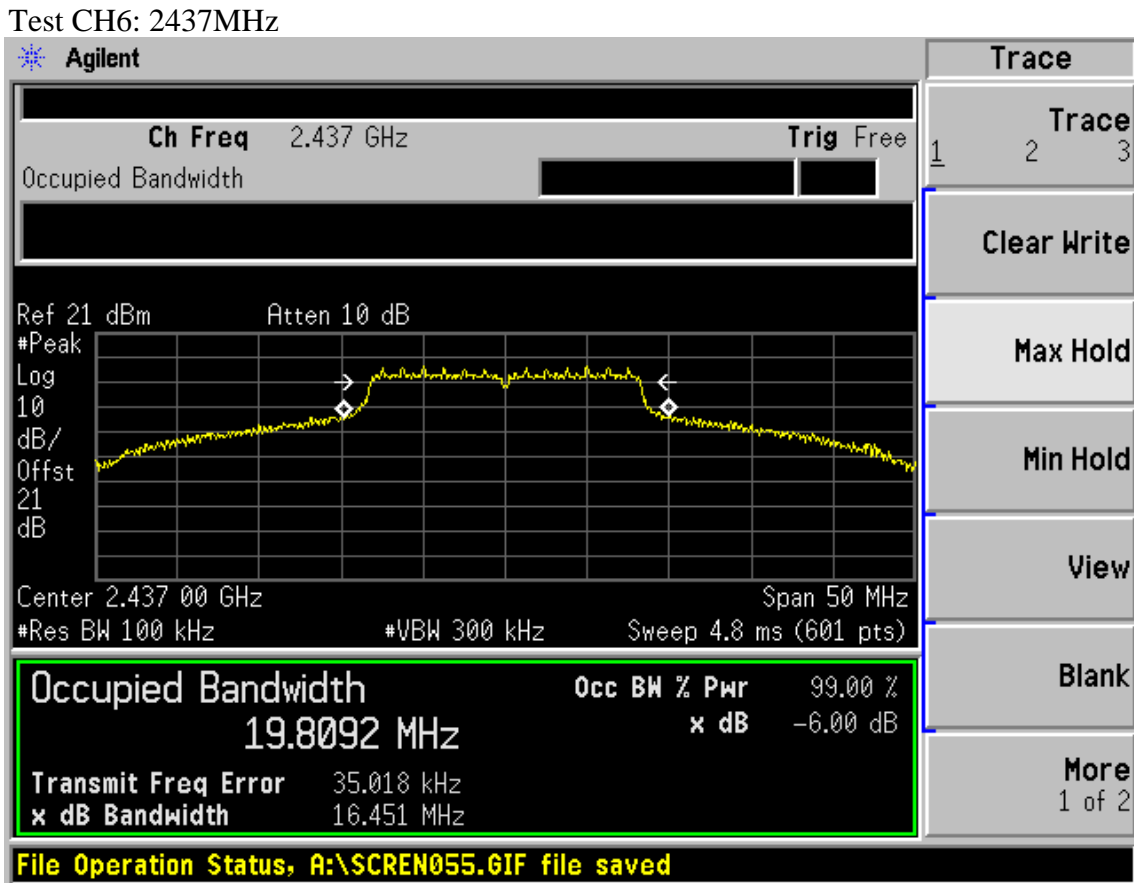 Test CH6: 2437MHz
Agilent
Trace
Ch Freq 2.437 GHz Trig Free
Occupied Bandwidth
Trace
1 2 3
Clear Write
Max Hold
Min Hold
View
Blank
More
1 of 2
Ref 21 dBm Atten 10 dB
#Peak
Log
10
dB/
Offst
21
dB
Center 2.437 00 GHz Span 50 MHz
#Res BW 100 kHz #VBW 300 kHz Sweep 4.8 ms (601 pts)
Occupied Bandwidth Occ BW % Pwr 99.00 %
19.8092 MHz x dB -6.00 dB
Transmit Freq Error 35.018 kHz
x dB Bandwidth 16.451 MHz
File Operation Status, A:\SCREN055.GIF file saved